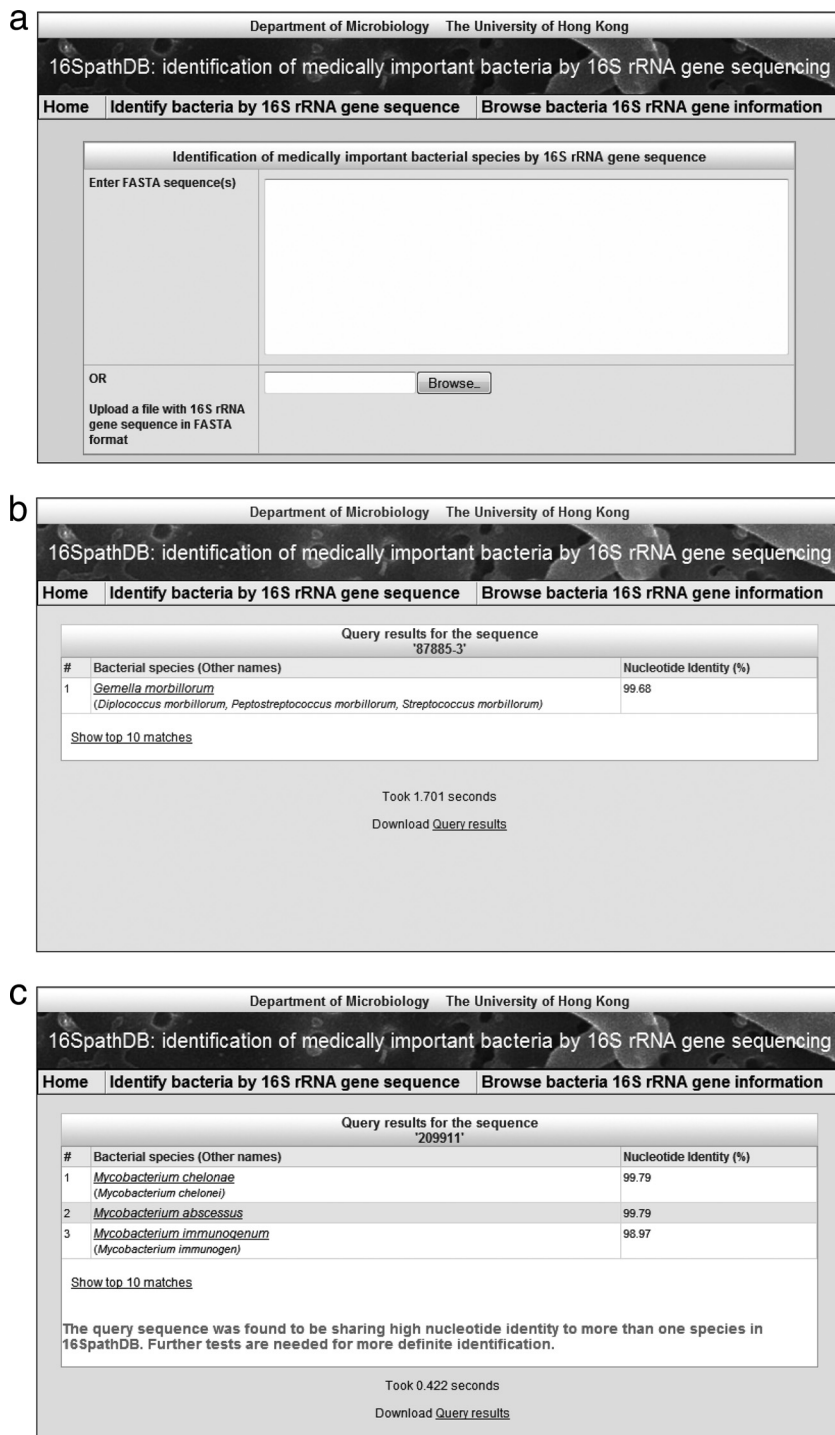 a
Department of Microbiology The University of Hong Kong
16SpathDB: identification of medically important bacteria by 16S rRNA gene sequencing
Home Identify bacteria by 16S rRNA gene sequence Browse bacteria 16S rRNA gene information
Identification of medically important bacterial species by 16S rRNA gene sequence
Enter FASTA sequence(s)
OR
Browse...
Upload a file with 16S rRNA
gene sequence in FASTA
format
b
Department of Microbiology The University of Hong Kong
16SpathDB: identification of medically important bacteria by 16S rRNA gene sequencing
Home Identify bacteria by 16S rRNA gene sequence Browse bacteria 16S rRNA gene information
Query results for the sequence
'87885-3'
# Bacterial species (Other names) Nucleotide Identity (%)
1 Gemella morbillorum 99.68
(Diplococcus morbillorum, Peptostreptococcus morbillorum, Streptococcus morbillorum)
Show top 10 matches
Took 1.701 seconds
Download Query results
c
Department of Microbiology The University of Hong Kong
16SpathDB: identification of medically important bacteria by 16S rRNA gene sequencing
Home Identify bacteria by 16S rRNA gene sequence Browse bacteria 16S rRNA gene information
Query results for the sequence
'209911'
# Bacterial species (Other names) Nucleotide Identity (%)
1 Mycobacterium chelonae 99.79
(Mycobacterium chelonei)
2 Mycobacterium abscessus 99.79
3 Mycobacterium immunogenum 98.97
(Mycobacterium immunogen)
Show top 10 matches
The query sequence was found to be sharing high nucleotide identity to more than one species in
16SpathDB. Further tests are needed for more definite identification.
Took 0.422 seconds
Download Query results